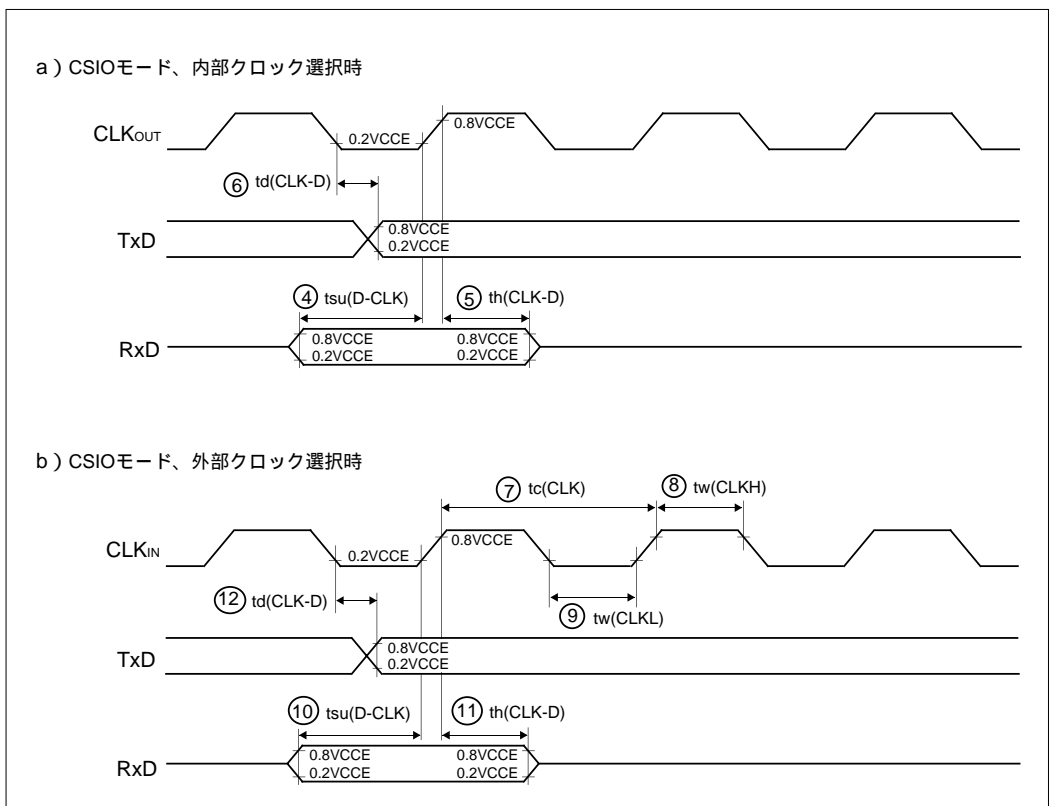 a ) CSIOモード、内部クロック選択時
CLKOUT
0.2VCCE
0.8VCCE
⑥ td(CLK-D)
TxD
0.8VCCE
0.2VCCE
④ tsu(D-CLK)
⑤ th(CLK-D)
RxD
0.8VCCE
0.8VCCE
0.2VCCE
0.2VCCE
b ) CSIOモード、外部クロック選択時
⑦ tc(CLK)
⑧ tw(CLKH)
CLKIN
0.2VCCE
0.8VCCE
⑫ td(CLK-D)
⑨ tw(CLKL)
TxD
0.8VCCE
0.2VCCE
⑩ tsu(D-CLK)
⑪ th(CLK-D)
RxD
0.8VCCE
0.8VCCE
0.2VCCE
0.2VCCE